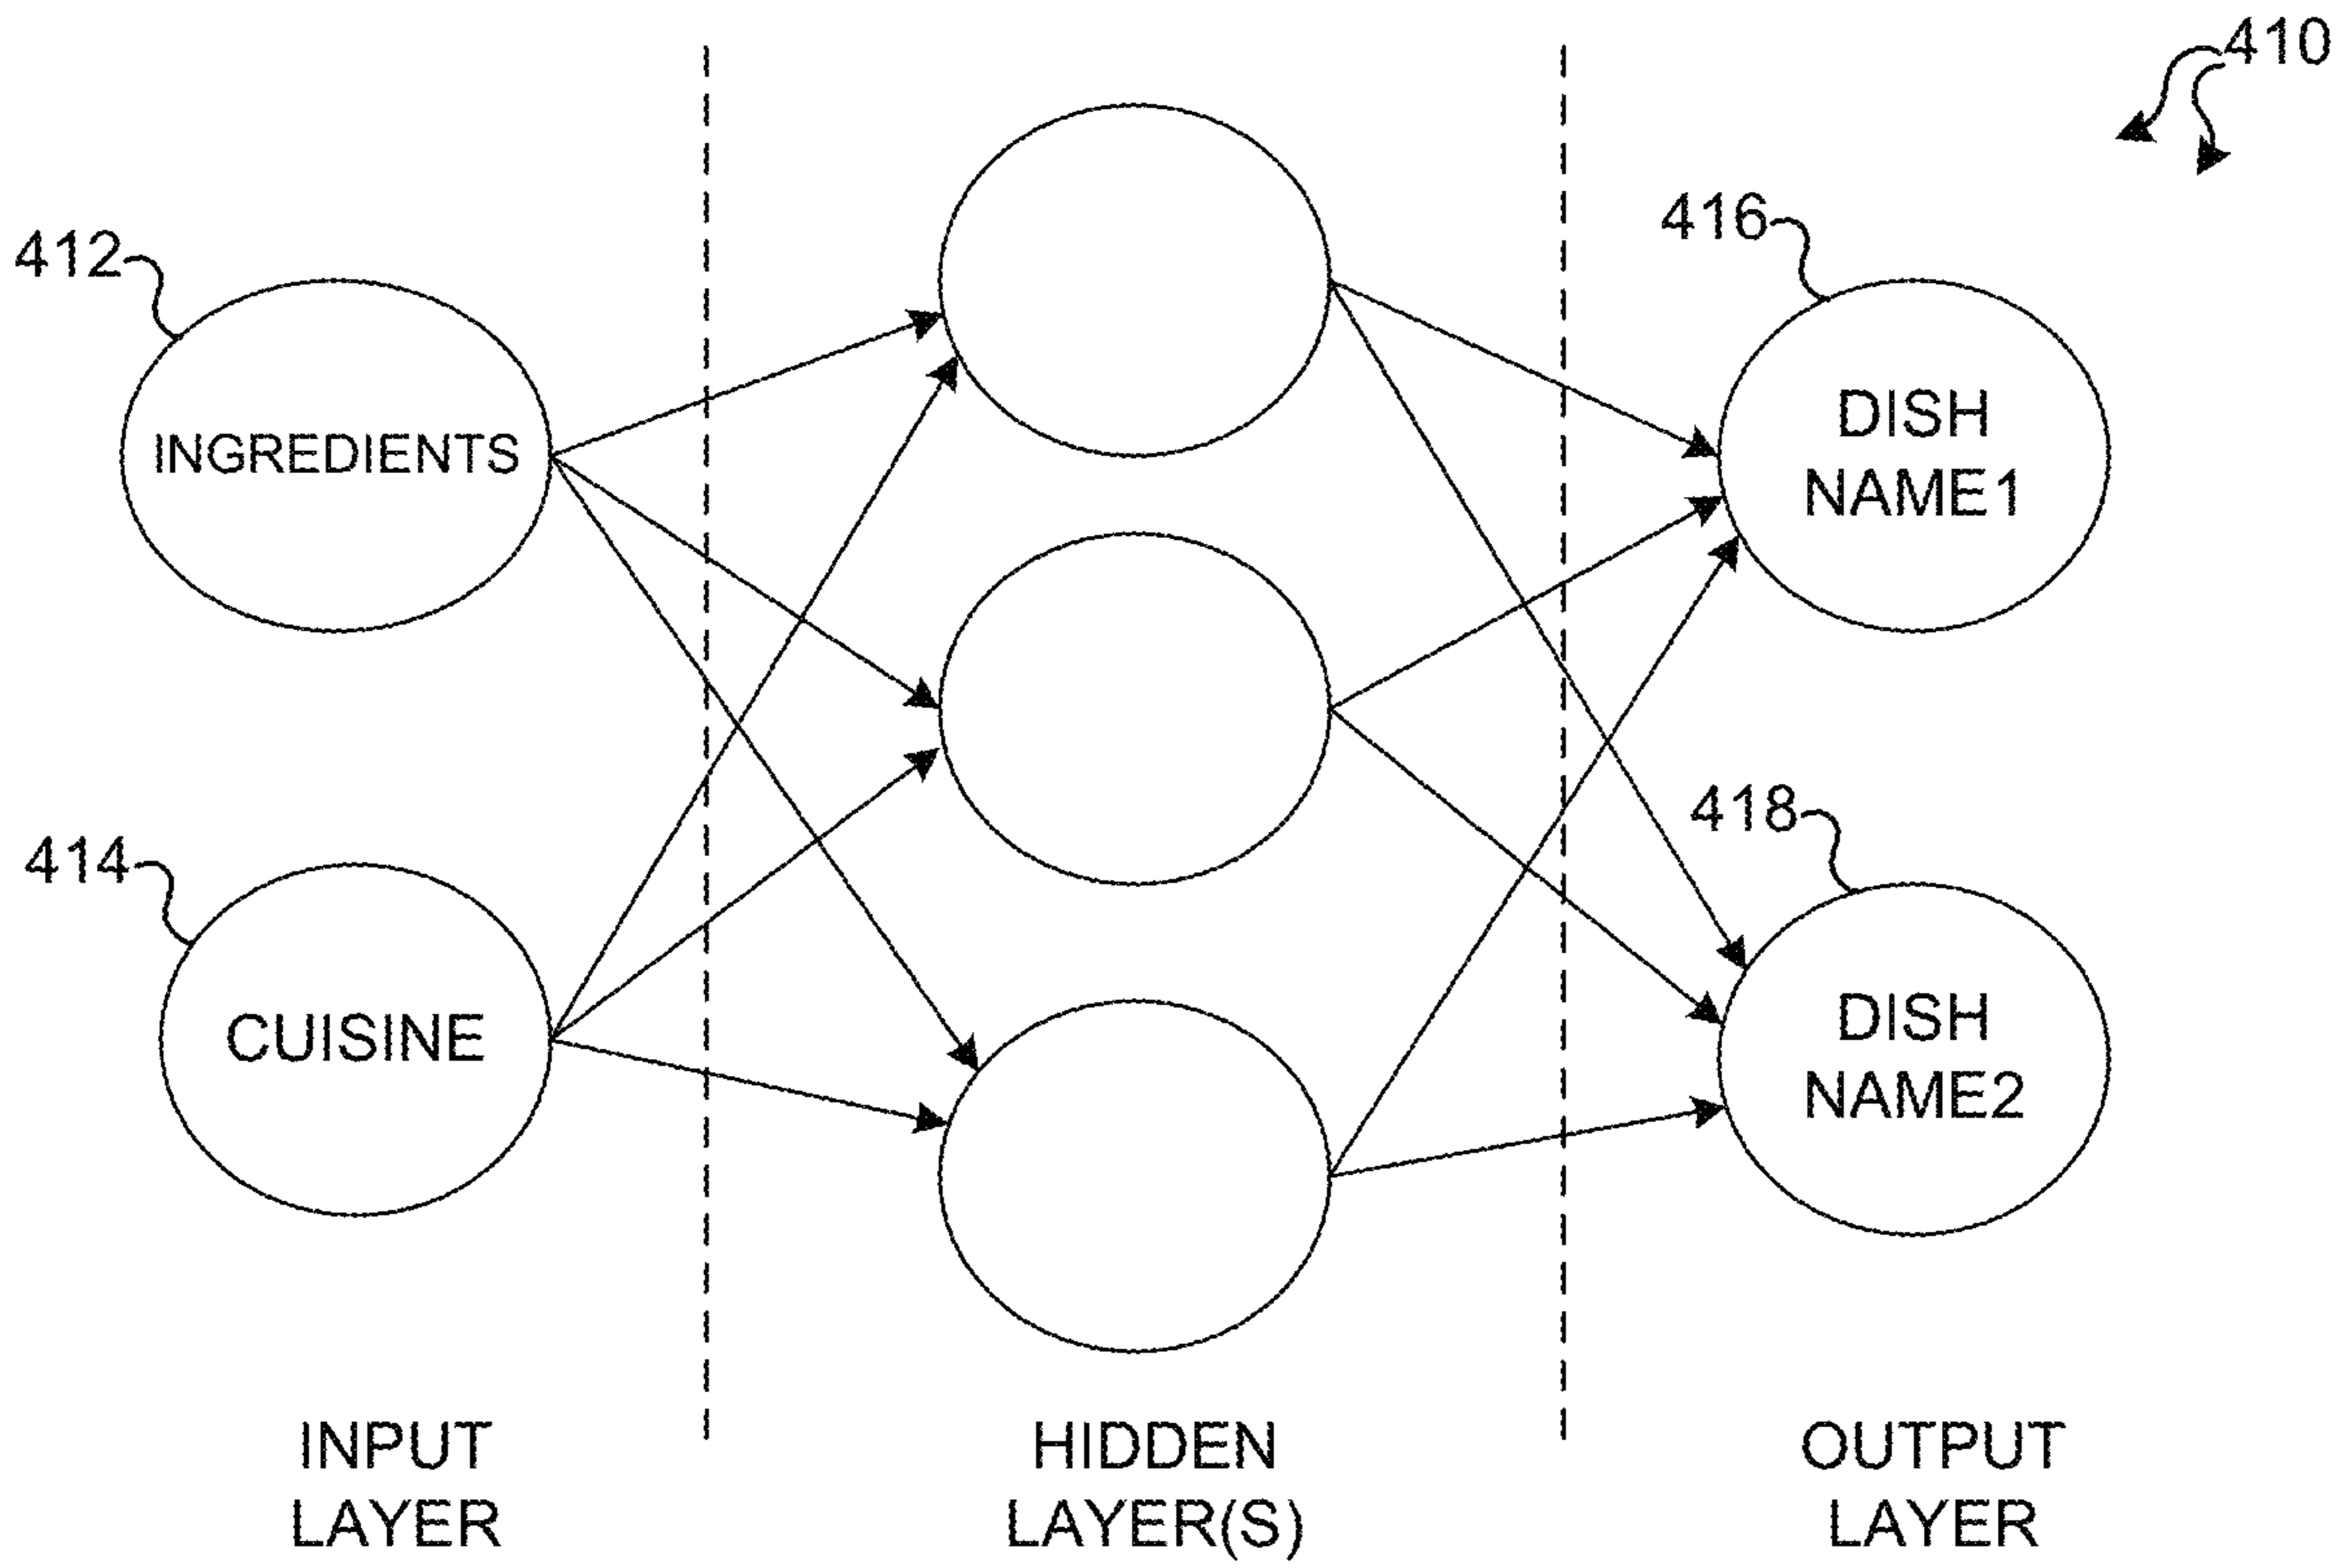 410
412
416
INGREDIENTS
DISH
NAME1
414
418
CUISINE
DISH
NAME2
INPUT
LAYER
HIDDEN
LAYER(S)
OUTPUT
LAYER